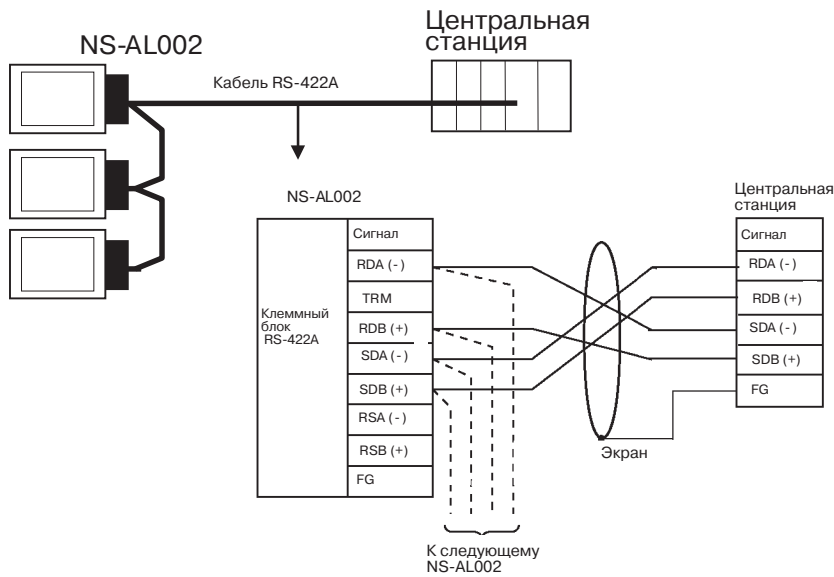 NS-AL002
Центральная
станция
Кабель RS-422A
NS-AL002
Клеммный
блок
RS-422A
Сигнал
RDA (-)
TRM
RDB (+)
SDA (-)
SDB (+)
RSA (-)
RSB (+)
FG
Центральная
станция
Сигнал
RDA (-)
RDB (+)
SDA (-)
SDB (+)
FG
Экран
К следующему
NS-AL002